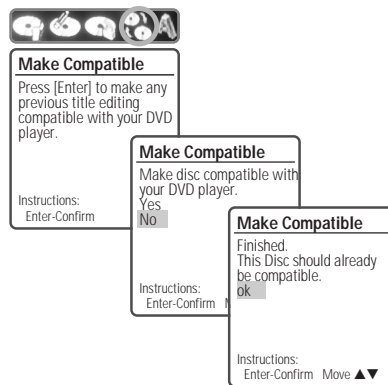 A
Make Compatible
Press [Enter] to make any
previous title editing
compatible with your DVD
player.
Instructions:
Enter-Confirm
Make Compatible
Make disc compatible with
your DVD player.
Yes
No
Instructions:
Enter-Confirm
Make Compatible
Finished.
This Disc should already
be compatible.
ok
Instructions:
Enter-Confirm Move ▲▼